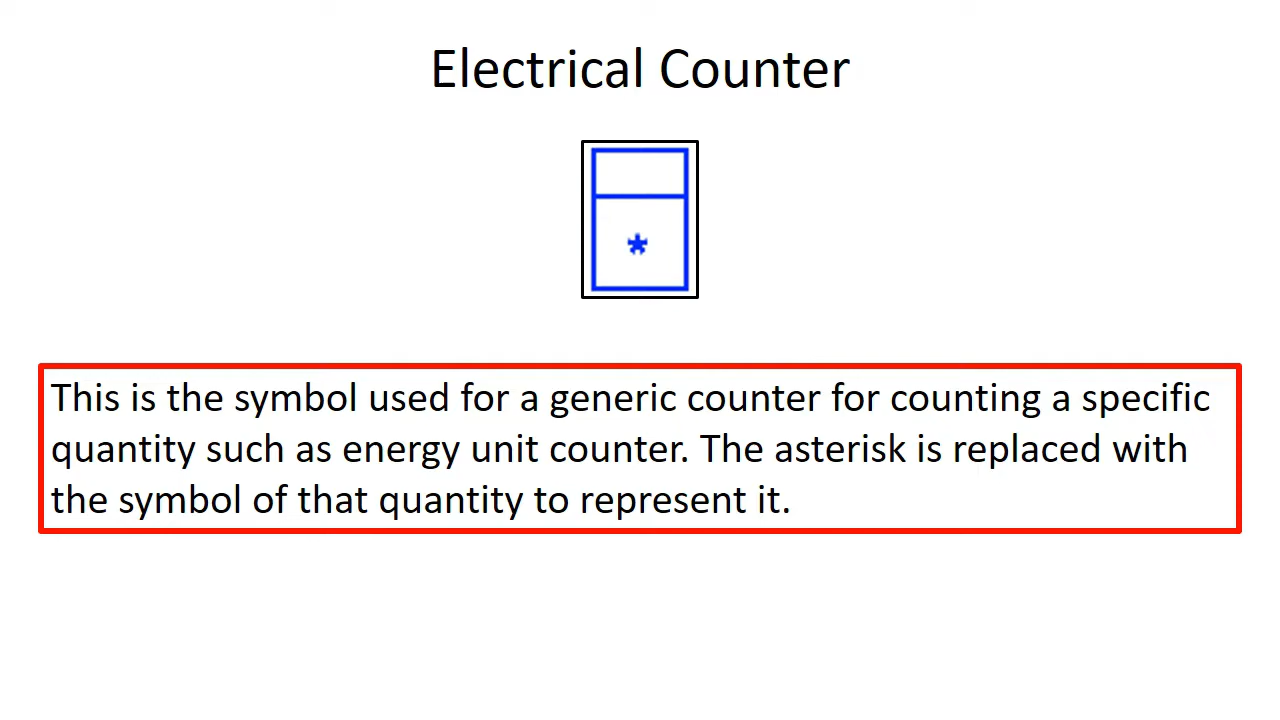 Electrical Counter
*
This is the symbol used for a generic counter for counting a specific
quantity such as energy unit counter. The asterisk is replaced with
the symbol of that quantity to represent it.